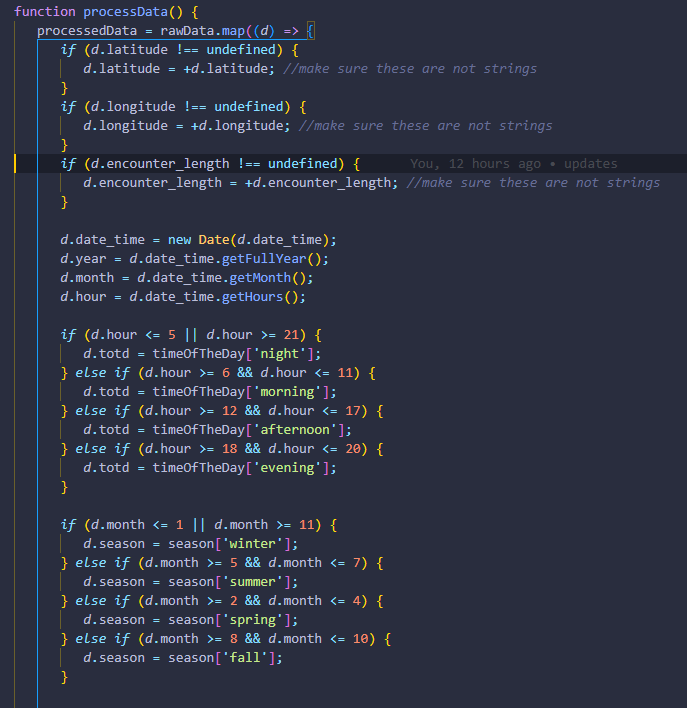 function processData() {
processedData = rawData.map((d) => {
if (d.latitude !== undefined) {
d.latitude = +d.latitude; //make sure these are not strings
}
if (d.longitude !== undefined) {
d.longitude = +d.longitude; //make sure these are not strings
}
if (d.encounter_length !== undefined) { You, 12 hours ago • updates
d.encounter_length = +d.encounter_length; //make sure these are not strings
}
d.date_time = new Date(d.date_time);
d.year = d.date_time.getFullYear();
d.month = d.date_time.getMonth();
d.hour = d.date_time.getHours();
if (d.hour <= 5 || d.hour >= 21) {
d.totd = timeOfTheDay['night'];
} else if (d.hour >= 6 && d.hour <= 11) {
d.totd = timeOfTheDay['morning'];
} else if (d.hour >= 12 && d.hour <= 17) {
d.totd = timeOfTheDay['afternoon'];
} else if (d.hour >= 18 && d.hour <= 20) {
d.totd = timeOfTheDay['evening'];
}
if (d.month <= 1 || d.month >= 11) {
d.season = season['winter'];
} else if (d.month >= 5 && d.month <= 7) {
d.season = season['summer'];
} else if (d.month >= 2 && d.month <= 4) {
d.season = season['spring'];
} else if (d.month >= 8 && d.month <= 10) {
d.season = season['fall'];
}